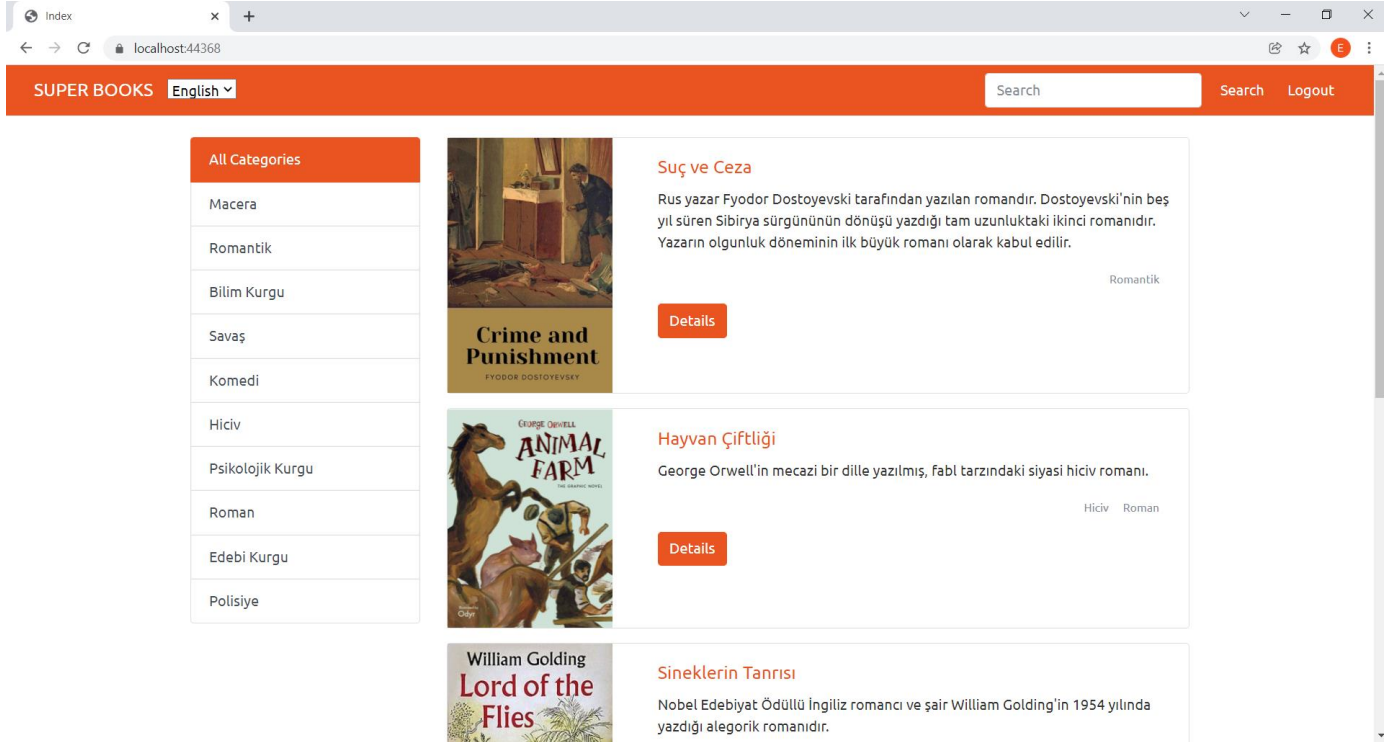 Index
localhost:44368
E
SUPER BOOKS English Search Search Logout
All Categories
Macera
Romantik
Bilim Kurgu
Savaş
Komedi
Hiciv
Psikolojik Kurgu
Roman
Edebi Kurgu
Polisiye
Crime and
Punishment
FYODOR DOSTOYEVSKY
Suç ve Ceza
Rus yazar Fyodor Dostoyevski tarafından yazılan romandır. Dostoyevski'nin beş
yıl süren Sibirya sürgününün dönüşü yazdığı tam uzunluktaki ikinci romanıdır.
Yazarın olgunluk döneminin ilk büyük romanı olarak kabul edilir.
Romantik
Details
GEORGE ORWELL
ANIMAL
FARM
THE GRAPHIC NOVEL
Odyr
Hayvan Çiftliği
George Orwell'in mecazi bir dille yazılmış, fabl tarzındaki siyasi hiciv romanı.
Hiciv Roman
Details
William Golding
Lord of the
Flies
Sineklerin Tanrısı
Nobel Edebiyat Ödüllü İngiliz romancı ve şair William Golding'in 1954 yılında
yazdığı alegorik romanıdır.